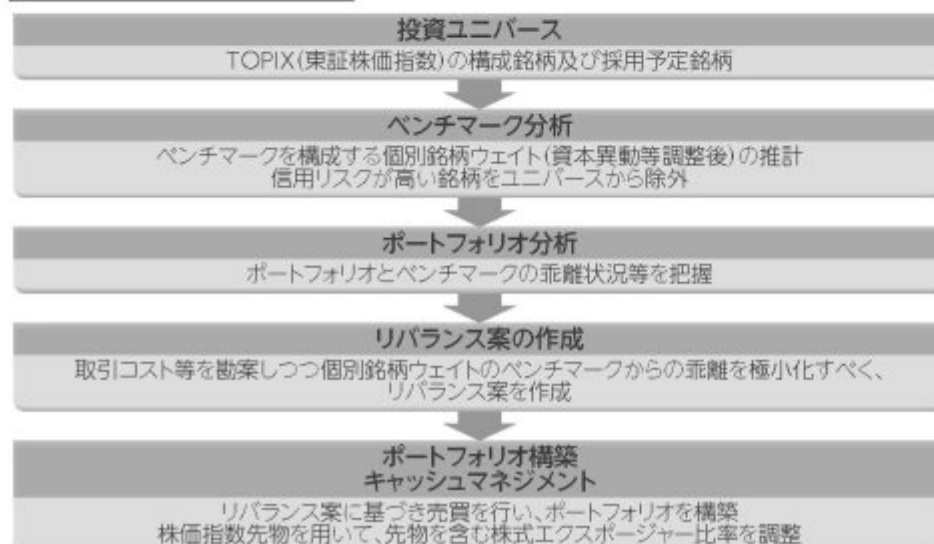 投資ユニバース
TOPIX(東証株価指数)の構成銘柄及び採用予定銘柄
ベンチマーク分析
ベンチマークを構成する個別銘柄ウェイト(資本異動等調整後)の推計
信用リスクが高い銘柄をユニバースから除外
ポートフォリオ分析
ポートフォリオとベンチマークの乖離状況等を把握
リバランス案の作成
取引コスト等を勘案しつつ個別銘柄ウェイトのベンチマークからの乖離を極小化すべく、
リバランス案を作成
ポートフォリオ構築
キャッシュマネジメント
リバランス案に基づき売買を行い、ポートフォリオを構築
株価指数先物を用いて、先物を含む株式エクスポージャー比率を調整